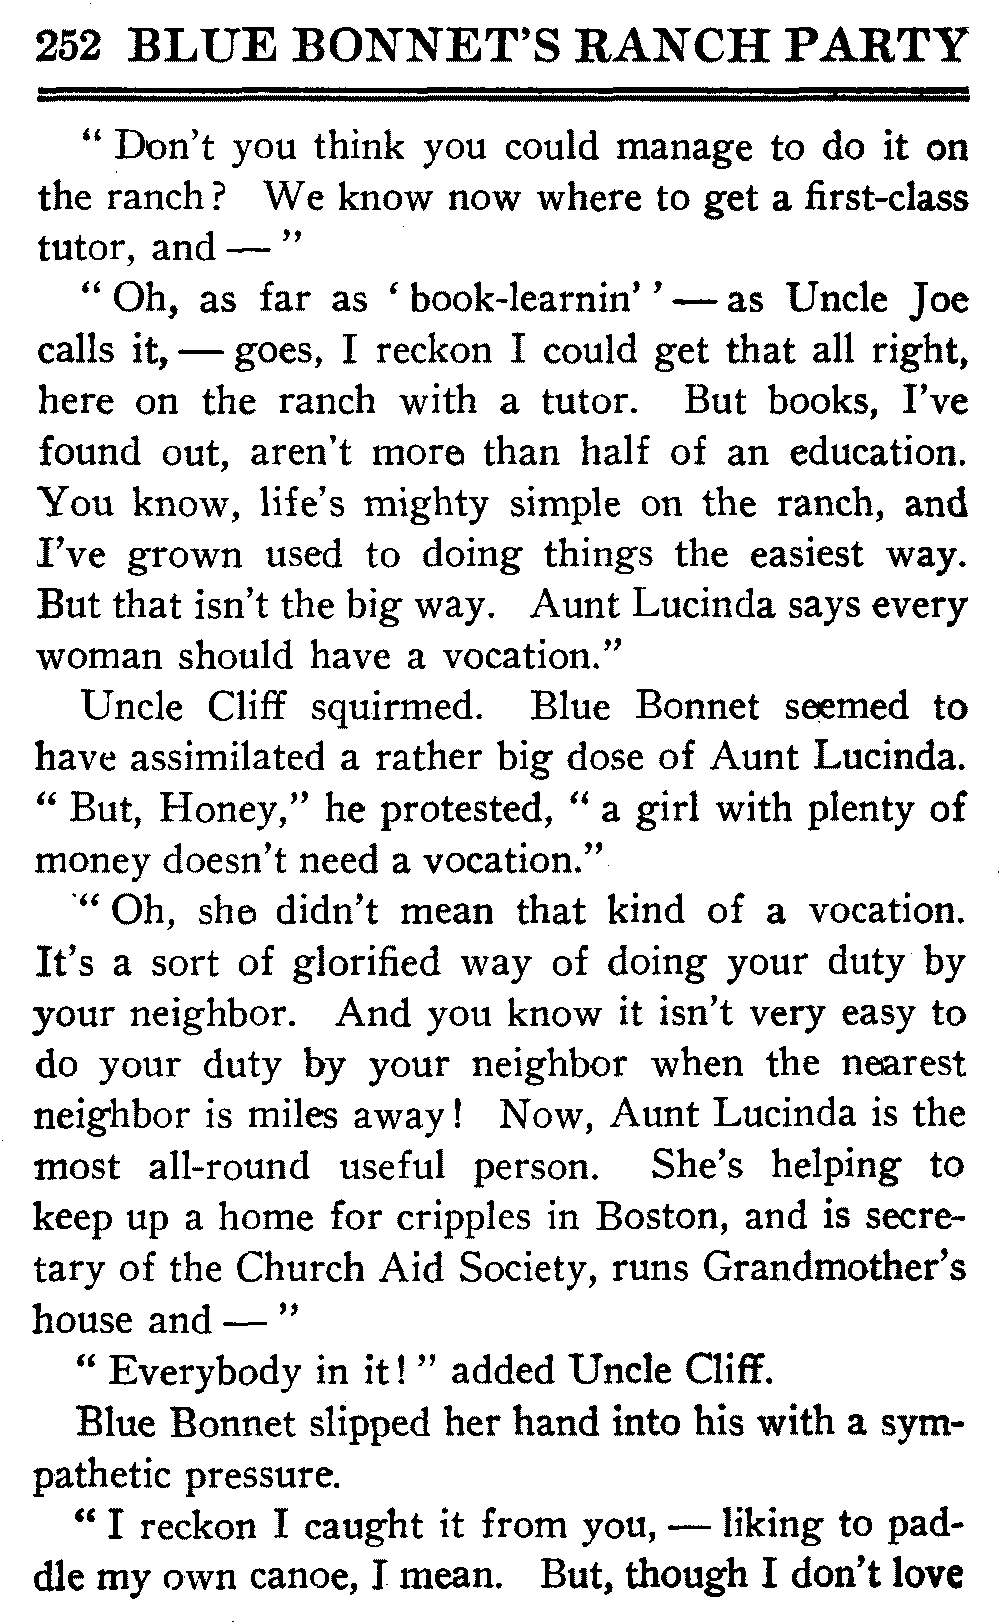 252 BLUE BONNET'S RANCH PARTY
“ Don't you think you could manage to do it on
the ranch? We know now where to get a first-class
tutor, and — ”
“ Oh, as far as ‘ book-learnin' ’ — as Uncle Joe
calls it, — goes, I reckon I could get that all right,
here on the ranch with a tutor. But books, I've
found out, aren't more than half of an education.
You know, life's mighty simple on the ranch, and
I've grown used to doing things the easiest way.
But that isn't the big way. Aunt Lucinda says every
woman should have a vocation.”
Uncle Cliff squirmed. Blue Bonnet seemed to
have assimilated a rather big dose of Aunt Lucinda.
“ But, Honey,” he protested, “ a girl with plenty of
money doesn't need a vocation.”
“ Oh, she didn't mean that kind of a vocation.
It's a sort of glorified way of doing your duty by
your neighbor. And you know it isn't very easy to
do your duty by your neighbor when the nearest
neighbor is miles away! Now, Aunt Lucinda is the
most all-round useful person. She's helping to
keep up a home for cripples in Boston, and is secre-
tary of the Church Aid Society, runs Grandmother's
house and — ”
“ Everybody in it! ” added Uncle Cliff.
Blue Bonnet slipped her hand into his with a sym-
pathetic pressure.
“ I reckon I caught it from you, — liking to pad-
dle my own canoe, I mean. But, though I don't love